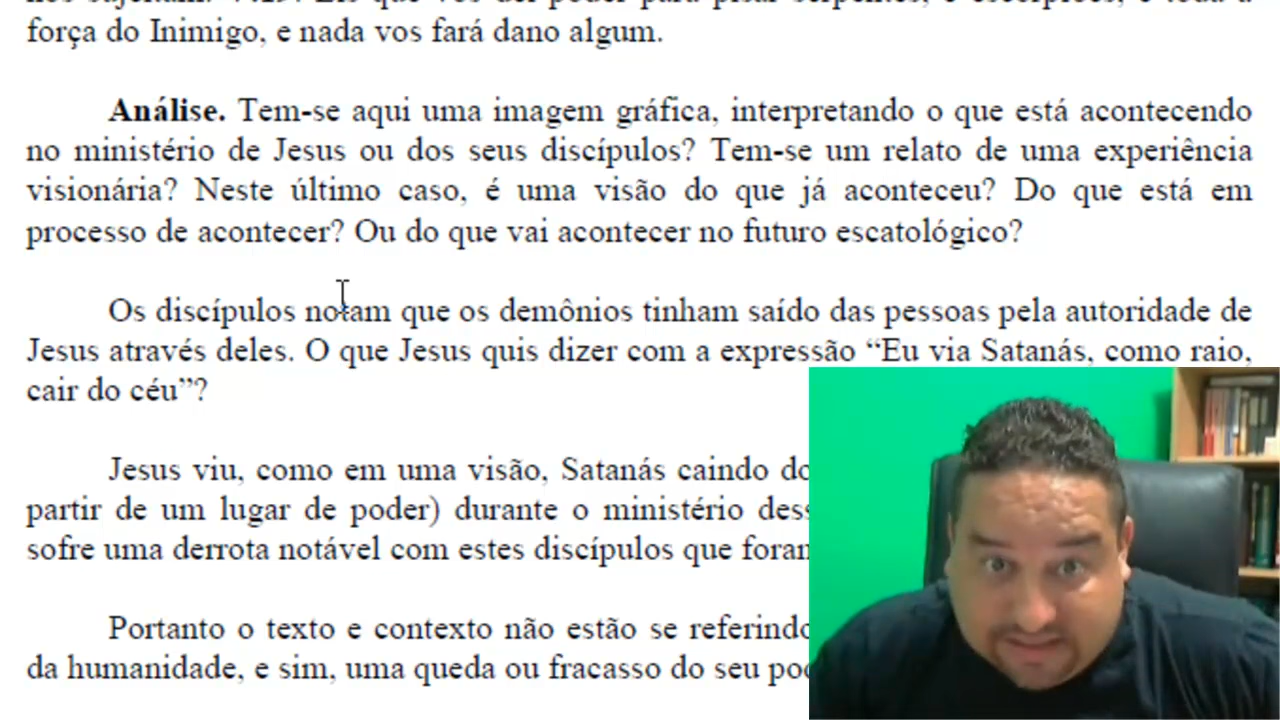 força do Inimigo, e nada vos fará dano algum.
Análise. Tem-se aqui uma imagem gráfica, interpretando o que está acontecendo
no ministério de Jesus ou dos seus discípulos? Tem-se um relato de uma experiência
visionária? Neste último caso, é uma visão do que já aconteceu? Do que está em
processo de acontecer? Ou do que vai acontecer no futuro escatológico?
Os discípulos notam que os demônios tinham saído das pessoas pela autoridade de
Jesus através deles. O que Jesus quis dizer com a expressão “Eu via Satanás, como raio,
cair do céu”?
Jesus viu, como em uma visão, Satanás caindo
partir de um lugar de poder) durante o ministério
sofre uma derrota notável com estes discípulos que
Portanto o texto e contexto não estão se
da humanidade, e sim, uma queda ou fracasso do seu